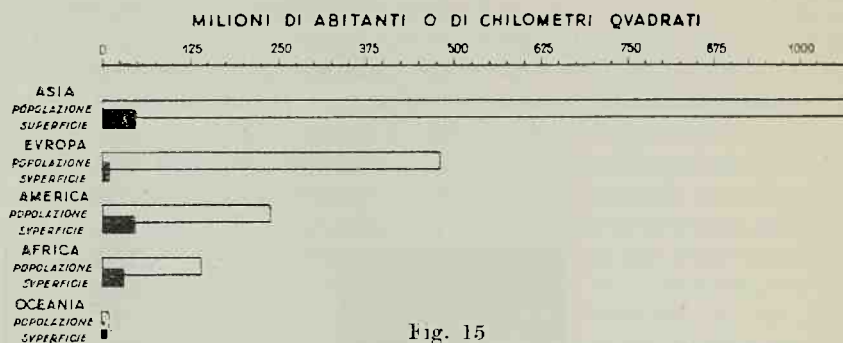 MILIONI DI ABITANTI O DI CHILOMETRI QVADRATI
0 125 250 375 500 625 750 875 1000
ASIA
POPOLAZIONE
SUPERFICIE
EVROPA
POPOLAZIONE
SVPERFICIE
AMERICA
POPOLAZIONE
SVPERFICIE
AFRICA
POPOLAZIONE
SVPERFICIE
OCEANIA
POPOLAZIONE
SVPERFICIE
Fig. 15